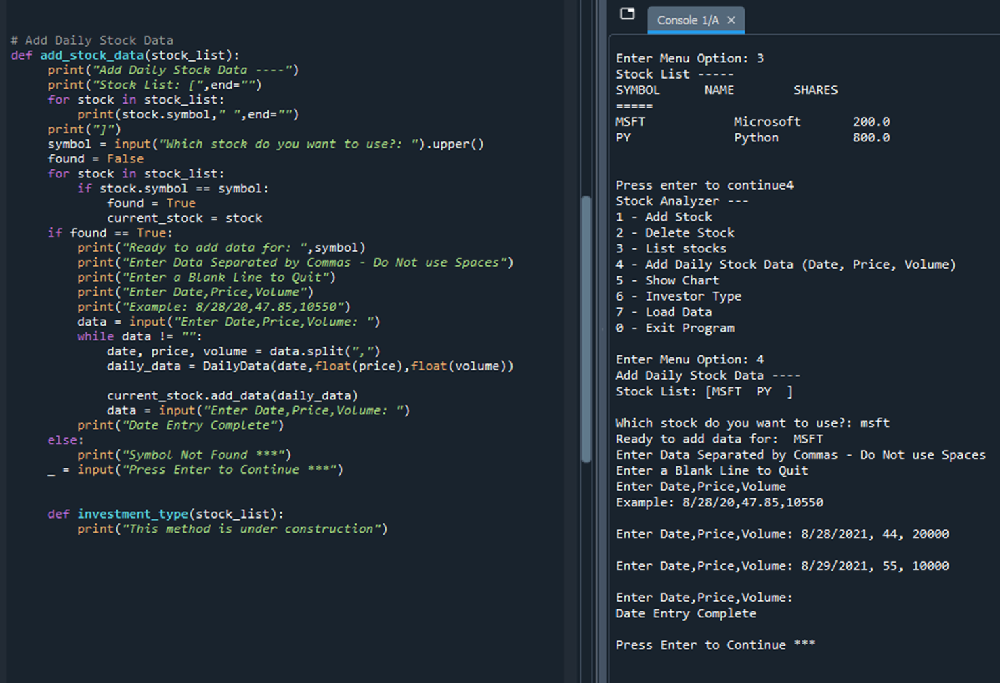 # Add Daily Stock Data
def add_stock_data(stock_list):
    print("Add Daily Stock Data ----")
    print("Stock List: [",end="")
    for stock in stock_list:
        print(stock.symbol," ",end="")
    print("]")
    symbol = input("Which stock do you want to use?: ").upper()
    found = False
    for stock in stock_list:
        if stock.symbol == symbol:
            found = True
            current_stock = stock
    if found == True:
        print("Ready to add data for: ",symbol)
        print("Enter Data Separated by Commas - Do Not use Spaces")
        print("Enter a Blank Line to Quit")
        print("Enter Date,Price,Volume")
        print("Example: 8/28/20,47.85,10550")
        data = input("Enter Date,Price,Volume: ")
        while data != "":
            date, price, volume = data.split(",")
            daily_data = DailyData(date,float(price),float(volume))
            current_stock.add_data(daily_data)
            data = input("Enter Date,Price,Volume: ")
        print("Date Entry Complete")
    else:
        print("Symbol Not Found ***")
    _ = input("Press Enter to Continue ***")
    def investment_type(stock_list):
        print("This method is under construction")
Console 1/A ×
Enter Menu Option: 3
Stock List -----
SYMBOL      NAME        SHARES
=====
MSFT            Microsoft       200.0
PY              Python          800.0
Press enter to continue4
Stock Analyzer ---
1 - Add Stock
2 - Delete Stock
3 - List stocks
4 - Add Daily Stock Data (Date, Price, Volume)
5 - Show Chart
6 - Investor Type
7 - Load Data
0 - Exit Program
Enter Menu Option: 4
Add Daily Stock Data ----
Stock List: [MSFT  PY  ]
Which stock do you want to use?: msft
Ready to add data for:  MSFT
Enter Data Separated by Commas - Do Not use Spaces
Enter a Blank Line to Quit
Enter Date,Price,Volume
Example: 8/28/20,47.85,10550
Enter Date,Price,Volume: 8/28/2021, 44, 20000
Enter Date,Price,Volume: 8/29/2021, 55, 10000
Enter Date,Price,Volume:
Date Entry Complete
Press Enter to Continue ***